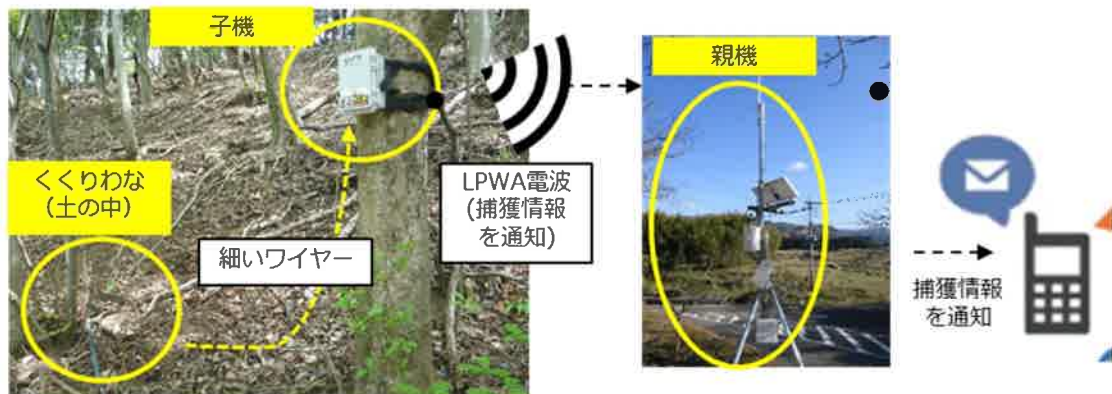 子機
親機
くくりわな
（土の中）
LPWA電波
(捕獲情報
を通知)
細いワイヤー
捕獲情報
を通知